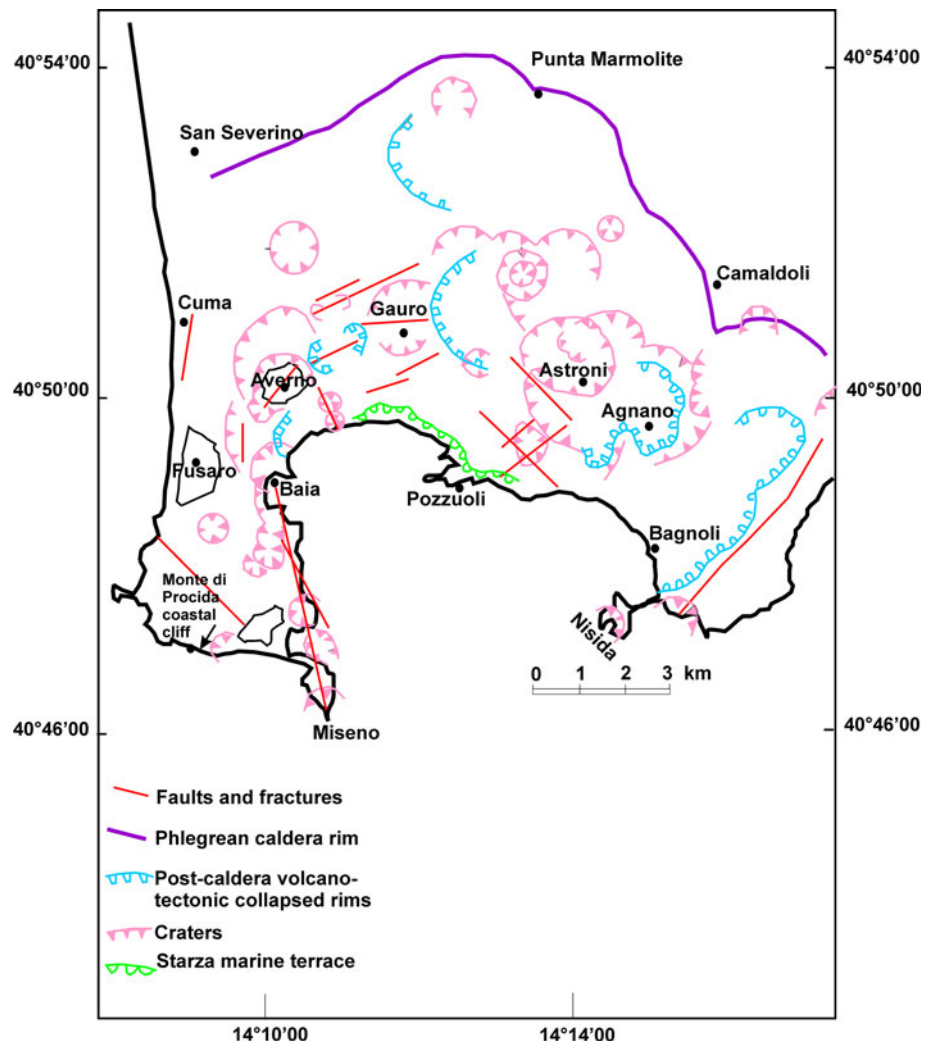 40°54’00
40°54’00
Punta Marmolite
San Severino
Camaldoli
Cuma
Gauro
Astroni
40°50’00
40°50’00
Averno
Agnano
Fusaro
Baia
Pozzuoli
Bagnoli
Monte di
Procida
coastal
cliff
Nisida
0 1 2 3 km
40°46’00
40°46’00
Miseno
Faults and fractures
Phlegrean caldera rim
Post-caldera volcano-
tectonic collapsed rims
Craters
Starza marine terrace
14°10’00
14°14’00